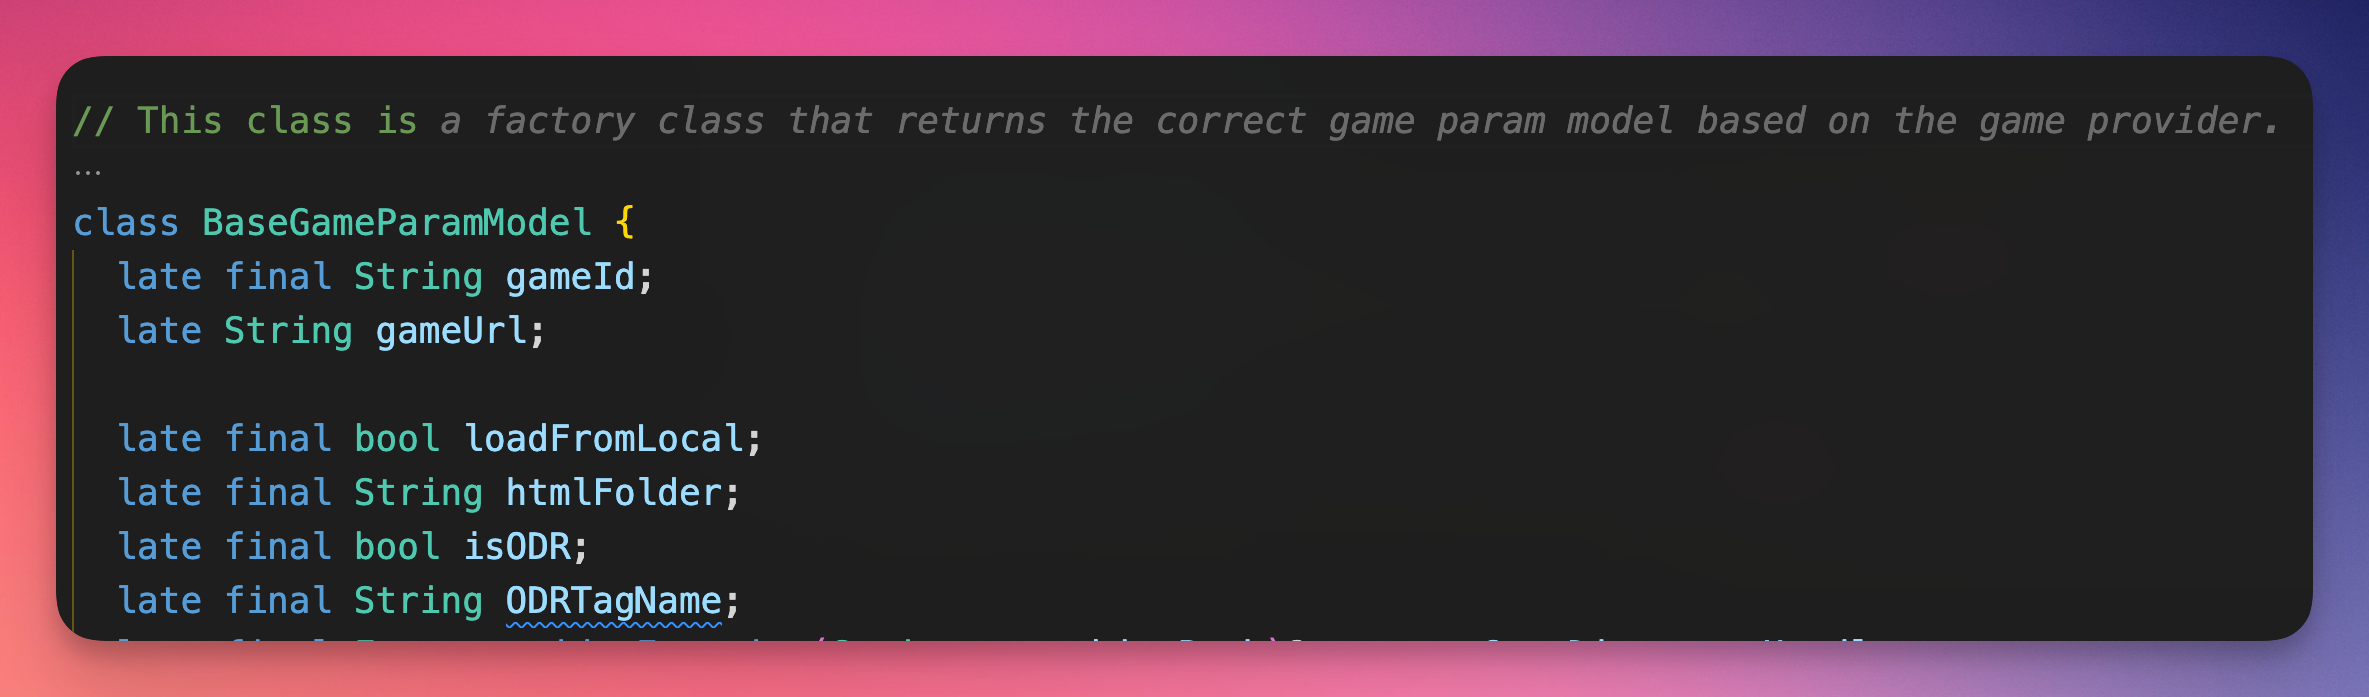 // This class is a factory class that returns the correct game param model based on the game provider.
...
class BaseGameParamModel {
late final String gameId;
late String gameUrl;
late final bool loadFromLocal;
late final String htmlFolder;
late final bool isODR;
late final String ODRTagName;